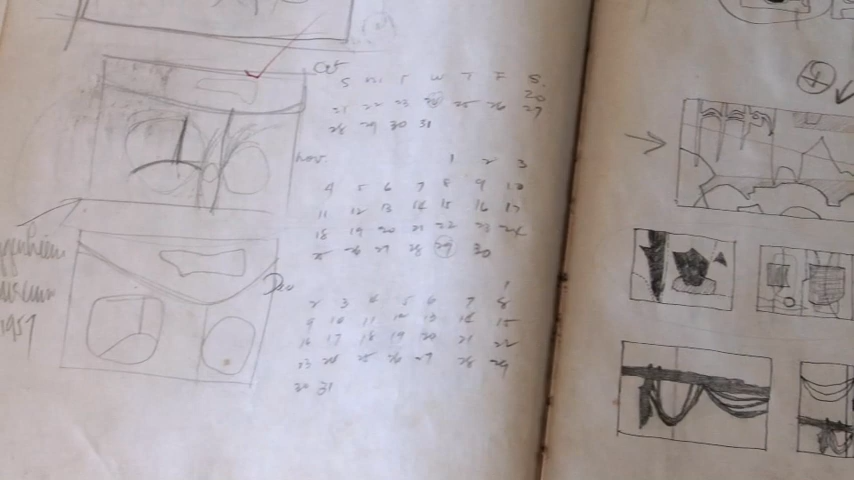 Oct
S M T W T F S.
20
21 22 23 24 25 26 27
28 29 30 31
Nov. 1 2 3
4 5 6 7 8 9 10
11 12 13 14 15 16 17
18 19 20 21 22 23 24
25 26 27 28 29 30
Dec 1
2 3 4 5 6 7 8
9 10 11 12 13 14 15
16 17 18 19 20 21 22
23 24 25 26 27 28 29
30 31
ggenheim
useum
4